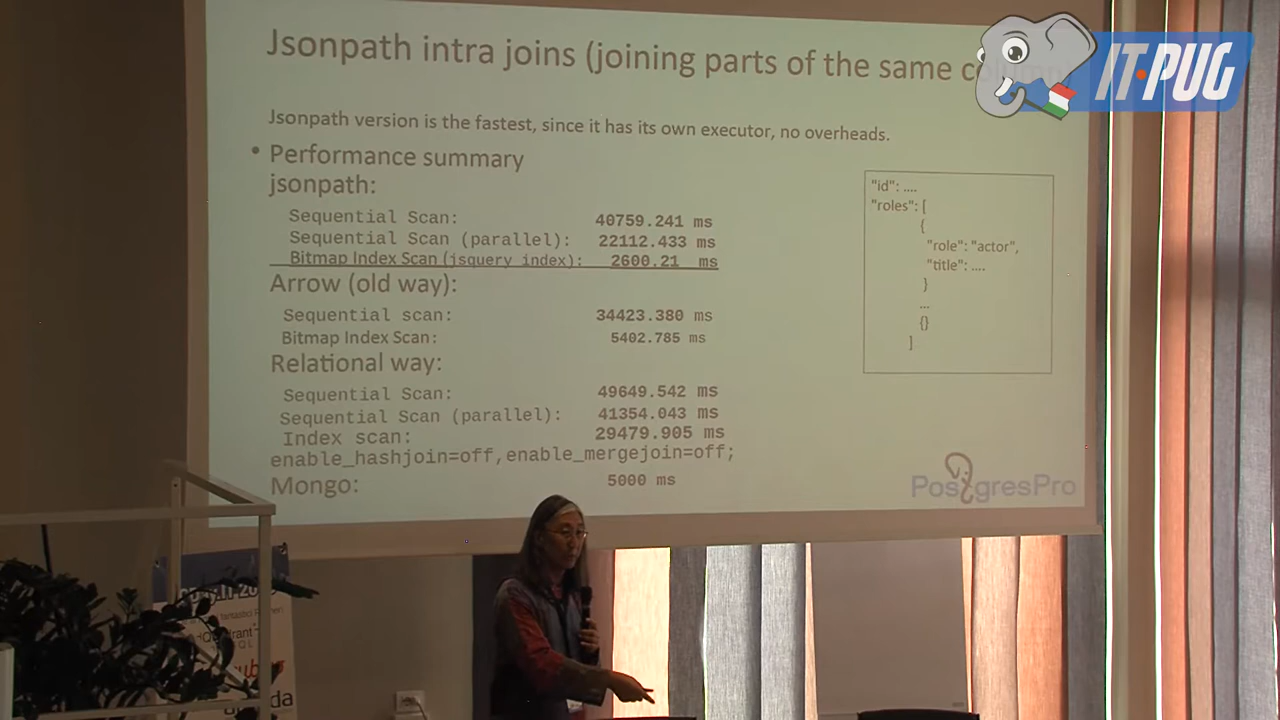 Jsonpath intra joins (joining parts of the same
IT·PUG
Jsonpath version is the fastest, since it has its own executor, no overheads.
• Performance summary
jsonpath:
Sequential Scan: 40759.241 ms
Sequential Scan (parallel): 22112.433 ms
Bitmap Index Scan (jsquery index): 2600.21 ms
Arrow (old way):
Sequential scan: 34423.380 ms
Bitmap Index Scan: 5402.785 ms
Relational way:
Sequential Scan: 49649.542 ms
Sequential Scan (parallel): 41354.043 ms
Index scan: 29479.905 ms
enable_hashjoin=off,enable_mergejoin=off;
Mongo: 5000 ms
"id": ....
"roles": [
{
"role": "actor",
"title": ....
}
...
{}
]
PostgresPro